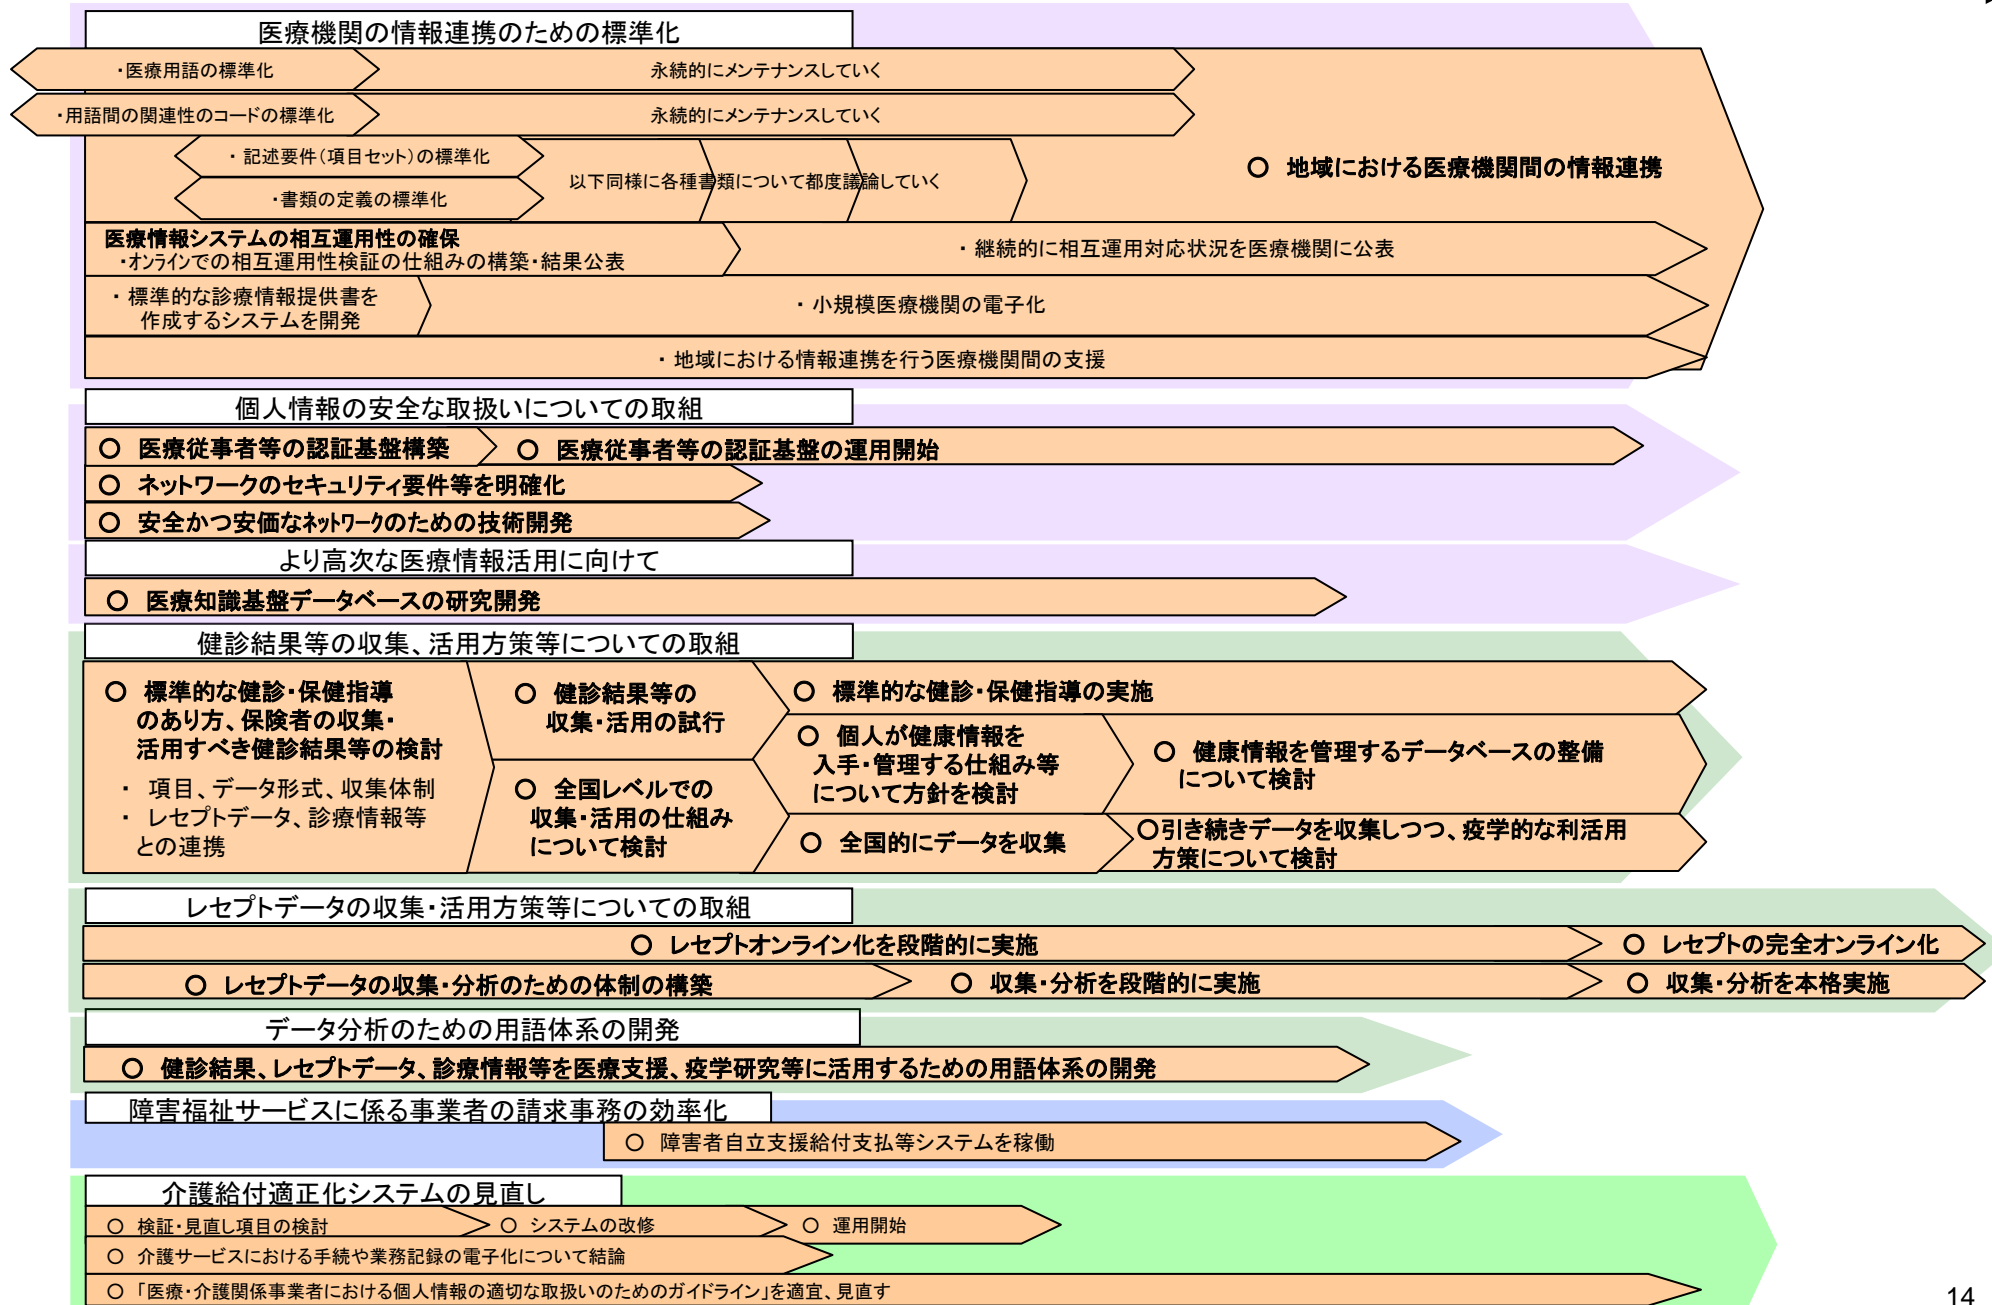 医療機関の情報連携のための標準化
・医療用語の標準化
永続的にメンテナンスしていく
・用語間の関連性のコードの標準化
永続的にメンテナンスしていく
・記述要件（項目セット）の標準化
・書類の定義の標準化
以下同様に各種書類について都度議論していく
○ 地域における医療機関間の情報連携
医療情報システムの相互運用性の確保
・オンラインでの相互運用性検証の仕組みの構築・結果公表
・継続的に相互運用対応状況を医療機関に公表
・標準的な診療情報提供書を
作成するシステムを開発
・小規模医療機関の電子化
・地域における情報連携を行う医療機関間の支援
個人情報の安全な取扱いについての取組
○ 医療従事者等の認証基盤構築
○ 医療従事者等の認証基盤の運用開始
○ ネットワークのセキュリティ要件等を明確化
○ 安全かつ安価なネットワークのための技術開発
より高次な医療情報活用に向けて
○ 医療知識基盤データベースの研究開発
健診結果等の収集、活用方策等についての取組
○ 標準的な健診・保健指導
のあり方、保険者の収集・
活用すべき健診結果等の検討
・ 項目、データ形式、収集体制
・ レセプトデータ、診療情報等
との連携
○ 健診結果等の
収集・活用の試行
○ 全国レベルでの
収集・活用の仕組み
について検討
○ 標準的な健診・保健指導の実施
○ 個人が健康情報を
入手・管理する仕組み等
について方針を検討
○ 健康情報を管理するデータベースの整備
について検討
○ 全国的にデータを収集
○引き続きデータを収集しつつ、疫学的な利活用
方策について検討
レセプトデータの収集・活用方策等についての取組
○ レセプトオンライン化を段階的に実施
○ レセプトの完全オンライン化
○ レセプトデータの収集・分析のための体制の構築
○ 収集・分析を段階的に実施
○ 収集・分析を本格実施
データ分析のための用語体系の開発
○ 健診結果、レセプトデータ、診療情報等を医療支援、疫学研究等に活用するための用語体系の開発
障害福祉サービスに係る事業者の請求事務の効率化
○ 障害者自立支援給付支払等システムを稼働
介護給付適正化システムの見直し
○ 検証・見直し項目の検討
○ システムの改修
○ 運用開始
○ 介護サービスにおける手続や業務記録の電子化について結論
○ 「医療・介護関係事業者における個人情報の適切な取扱いのためのガイドライン」を適宜、見直す
14